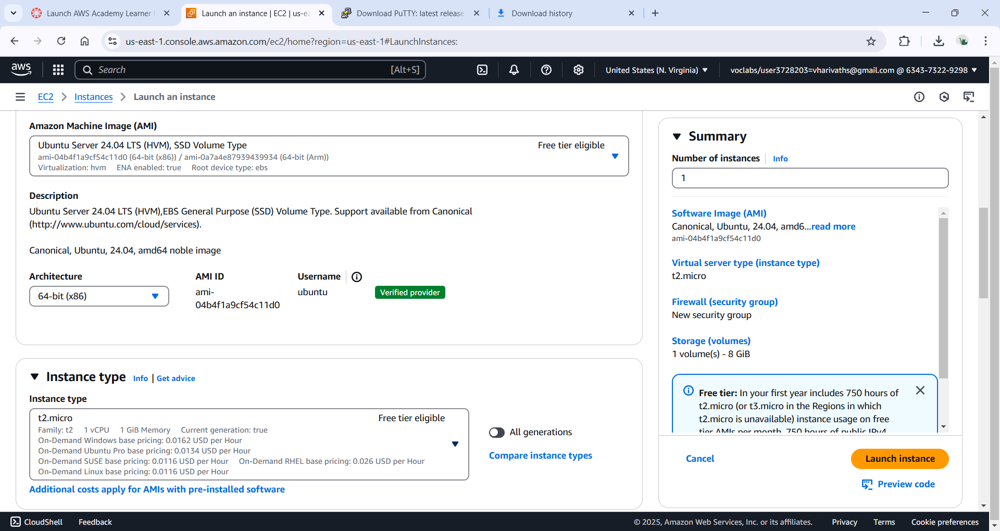 Launch AWS Academy Learner L
Launch an instance | EC2 | us-ea
Download PuTTY: latest release
Download history
us-east-1.console.aws.amazon.com/ec2/home?region=us-east-1#LaunchInstances:
aws
Search
[Alt+S]
United States (N. Virginia)
voclabs/user3728203=vharivaths@gmail.com @ 6343-7322-9298
EC2
Instances
Launch an instance
Amazon Machine Image (AMI)
Ubuntu Server 24.04 LTS (HVM), SSD Volume Type
Free tier eligible
ami-04b4f1a9cf54c11d0 (64-bit (x86)) / ami-0a7a4e87939439934 (64-bit (Arm))
Virtualization: hvm ENA enabled: true Root device type: ebs
Description
Ubuntu Server 24.04 LTS (HVM),EBS General Purpose (SSD) Volume Type. Support available from Canonical
(http://www.ubuntu.com/cloud/services).
Canonical, Ubuntu, 24.04, amd64 noble image
Architecture
64-bit (x86)
AMI ID
ami-
04b4f1a9cf54c11d0
Username
ubuntu
Verified provider
Instance type Info | Get advice
Instance type
t2.micro
Free tier eligible
Family: t2 1 vCPU 1 GiB Memory Current generation: true
On-Demand Windows base pricing: 0.0162 USD per Hour
On-Demand Ubuntu Pro base pricing: 0.0134 USD per Hour
On-Demand SUSE base pricing: 0.0116 USD per Hour On-Demand RHEL base pricing: 0.026 USD per Hour
On-Demand Linux base pricing: 0.0116 USD per Hour
All generations
Compare instance types
Additional costs apply for AMIs with pre-installed software
Summary
Number of instances Info
1
Software Image (AMI)
Canonical, Ubuntu, 24.04, amd6...read more
ami-04b4f1a9cf54c11d0
Virtual server type (instance type)
t2.micro
Firewall (security group)
New security group
Storage (volumes)
1 volume(s) - 8 GiB
Free tier: In your first year includes 750 hours of
t2.micro (or t3.micro in the Regions in which
t2.micro is unavailable) instance usage on free
tier AMIs per month, 750 hours of public IPv4
Cancel
Launch instance
Preview code
CloudShell
Feedback
© 2025, Amazon Web Services, Inc. or its affiliates.
Privacy
Terms
Cookie preferences